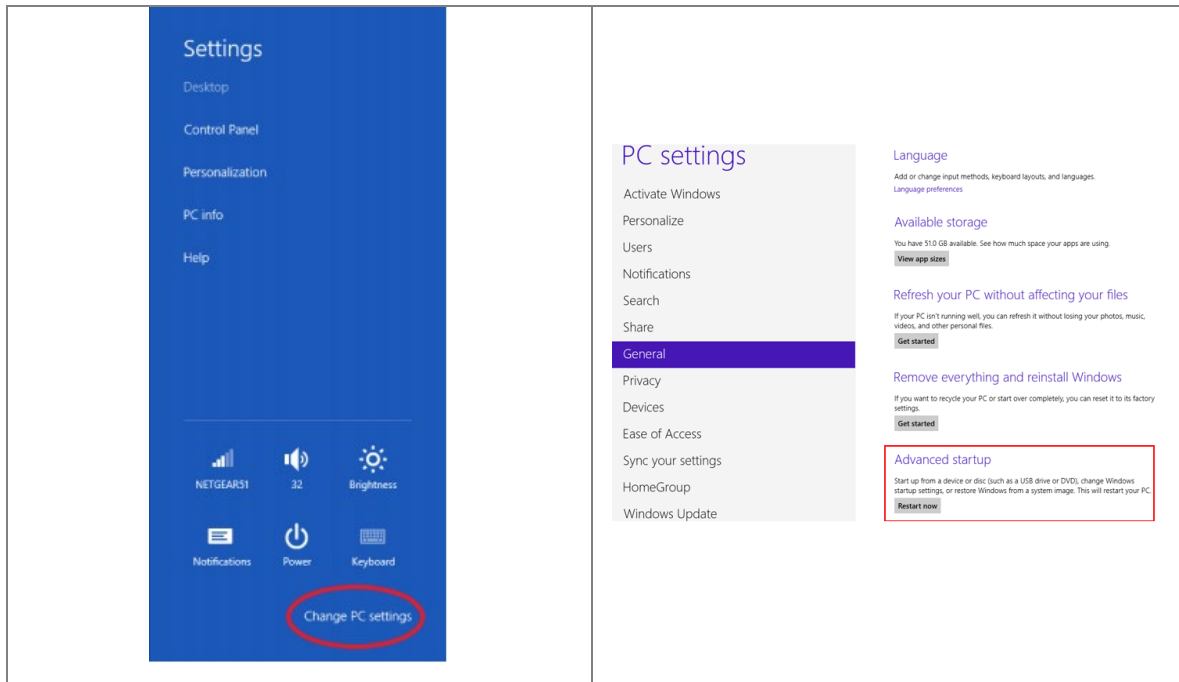 Settings
Desktop
Control Panel
Personalization
PC info
Help
NETGEAR51
32
Brightness
Notifications
Power
Keyboard
Change PC settings
PC settings
Activate Windows
Personalize
Users
Notifications
Search
Share
General
Privacy
Devices
Ease of Access
Sync your settings
HomeGroup
Windows Update
Language
Add or change input methods, keyboard layouts, and languages.
Language preferences
Available storage
You have 51.0 GB available. See how much space your apps are using.
View app sizes
Refresh your PC without affecting your files
If your PC isn't running well, you can refresh it without losing your photos, music,
videos, and other personal files.
Get started
Remove everything and reinstall Windows
If you want to recycle your PC or start over completely, you can reset it to its factory
settings.
Get started
Advanced startup
Start up from a device or disc (such as a USB drive or DVD), change Windows
startup settings, or restore Windows from a system image. This will restart your PC.
Restart now